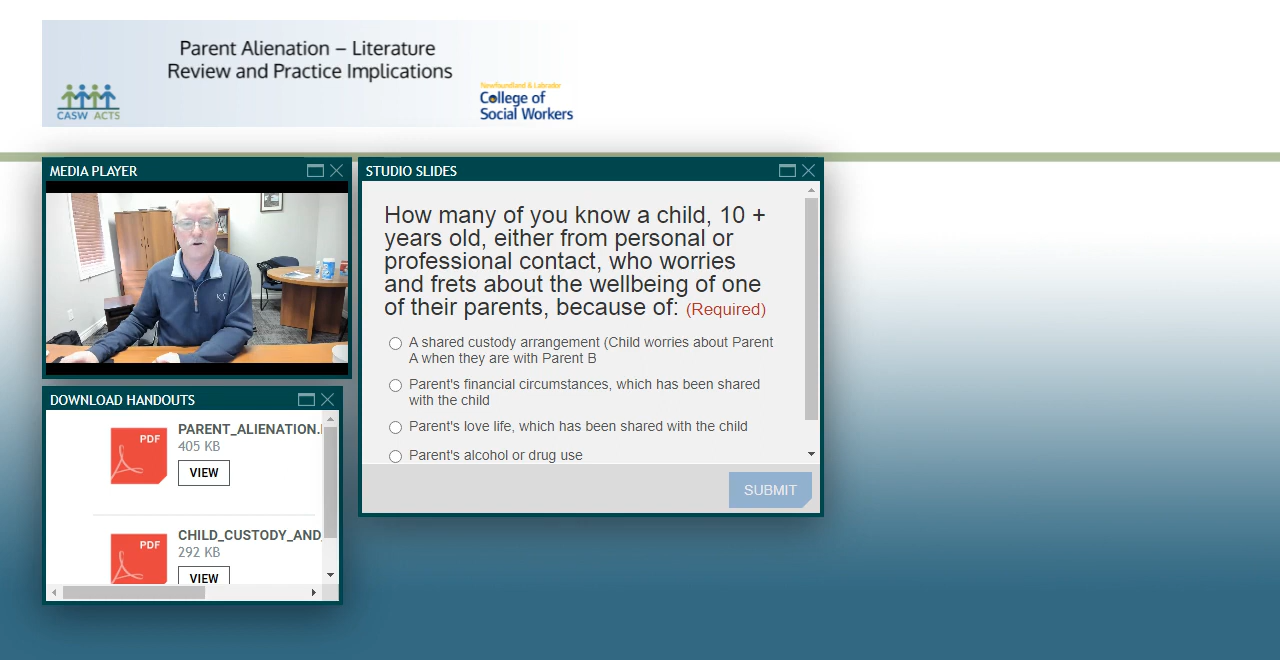 Parent Alienation – Literature
Review and Practice Implications
CASW ACTS
Newfoundland & Labrador
College of
Social Workers
MEDIA PLAYER
STUDIO SLIDES
How many of you know a child, 10 +
years old, either from personal or
professional contact, who worries
and frets about the wellbeing of one
of their parents, because of: (Required)
A shared custody arrangement (Child worries about Parent
A when they are with Parent B
Parent's financial circumstances, which has been shared
with the child
Parent's love life, which has been shared with the child
Parent's alcohol or drug use
SUBMIT
DOWNLOAD HANDOUTS
PDF
PARENT_ALIENATION.
405 KB
VIEW
PDF
CHILD_CUSTODY_AND_
292 KB
VIEW